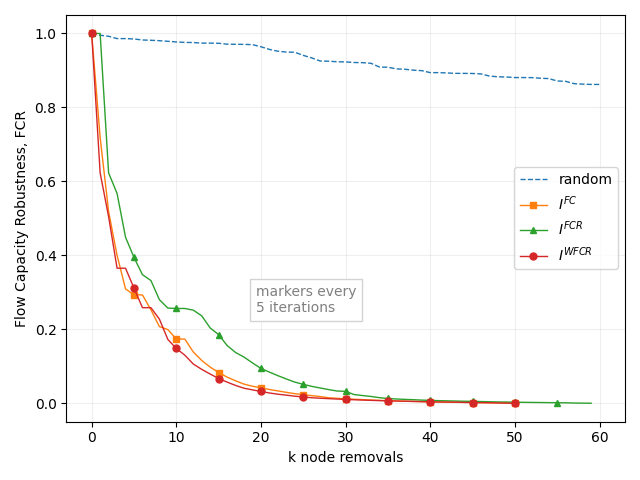 Flow Capacity Robustness, FCR
1.0
0.8
0.6
0.4
0.2
0.0
random
I^{FC}
I^{FCR}
I^{WFCR}
markers every
5 iterations
0 10 20 30 40 50 60
k node removals